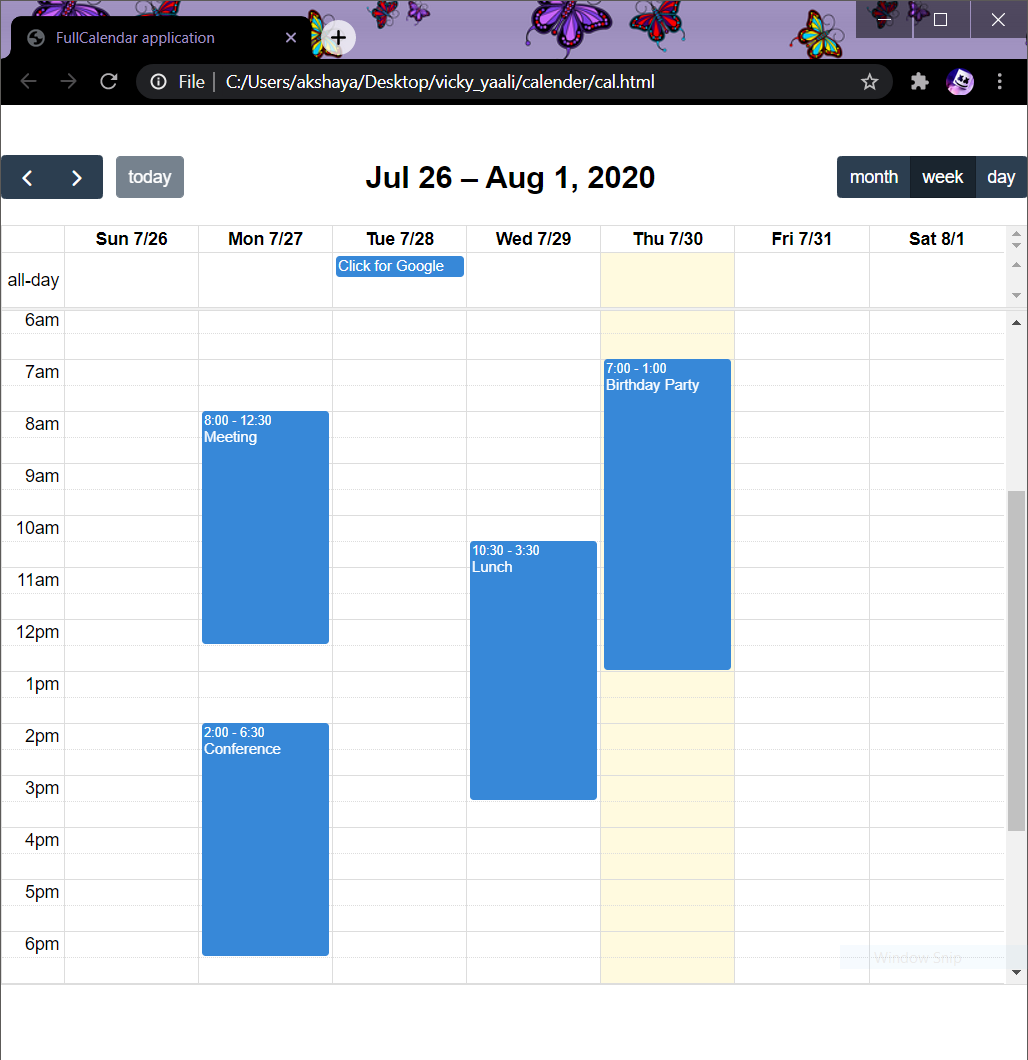 FullCalendar application
File
C:/Users/akshaya/Desktop/vicky_yaali/calender/cal.html
today
Jul 26 – Aug 1, 2020
month week day
Sun 7/26 Mon 7/27 Tue 7/28 Wed 7/29 Thu 7/30 Fri 7/31 Sat 8/1
all-day
Click for Google
6am
7am
7:00 - 1:00
Birthday Party
8am
8:00 - 12:30
Meeting
9am
10am
10:30 - 3:30
Lunch
11am
12pm
1pm
2pm
2:00 - 6:30
Conference
3pm
4pm
5pm
6pm
Window Snip